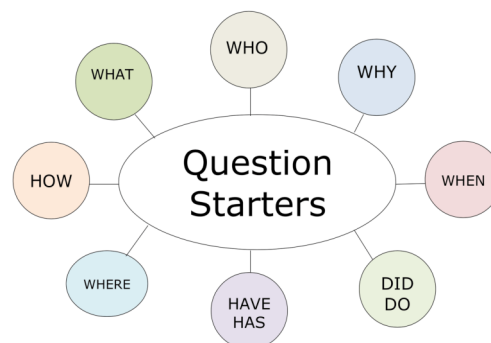 Question
Starters
WHO
WHY
WHEN
DID
DO
HAVE
HAS
WHERE
HOW
WHAT